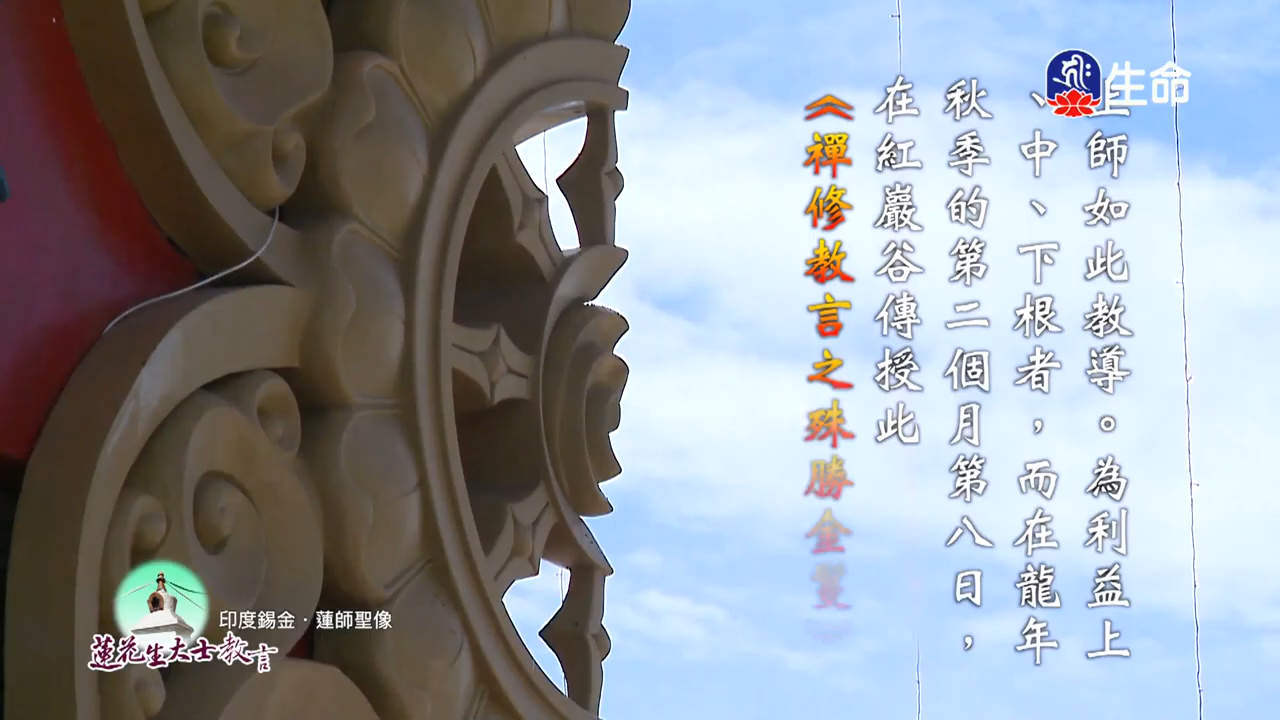 生命
上師如此教導。為利益上
、中、下根者，而在龍年
秋季的第二個月第八日，
在紅巖谷傳授此
《禪修教言之殊勝金鬘
印度錫金．蓮師聖像
蓮花生大士教言